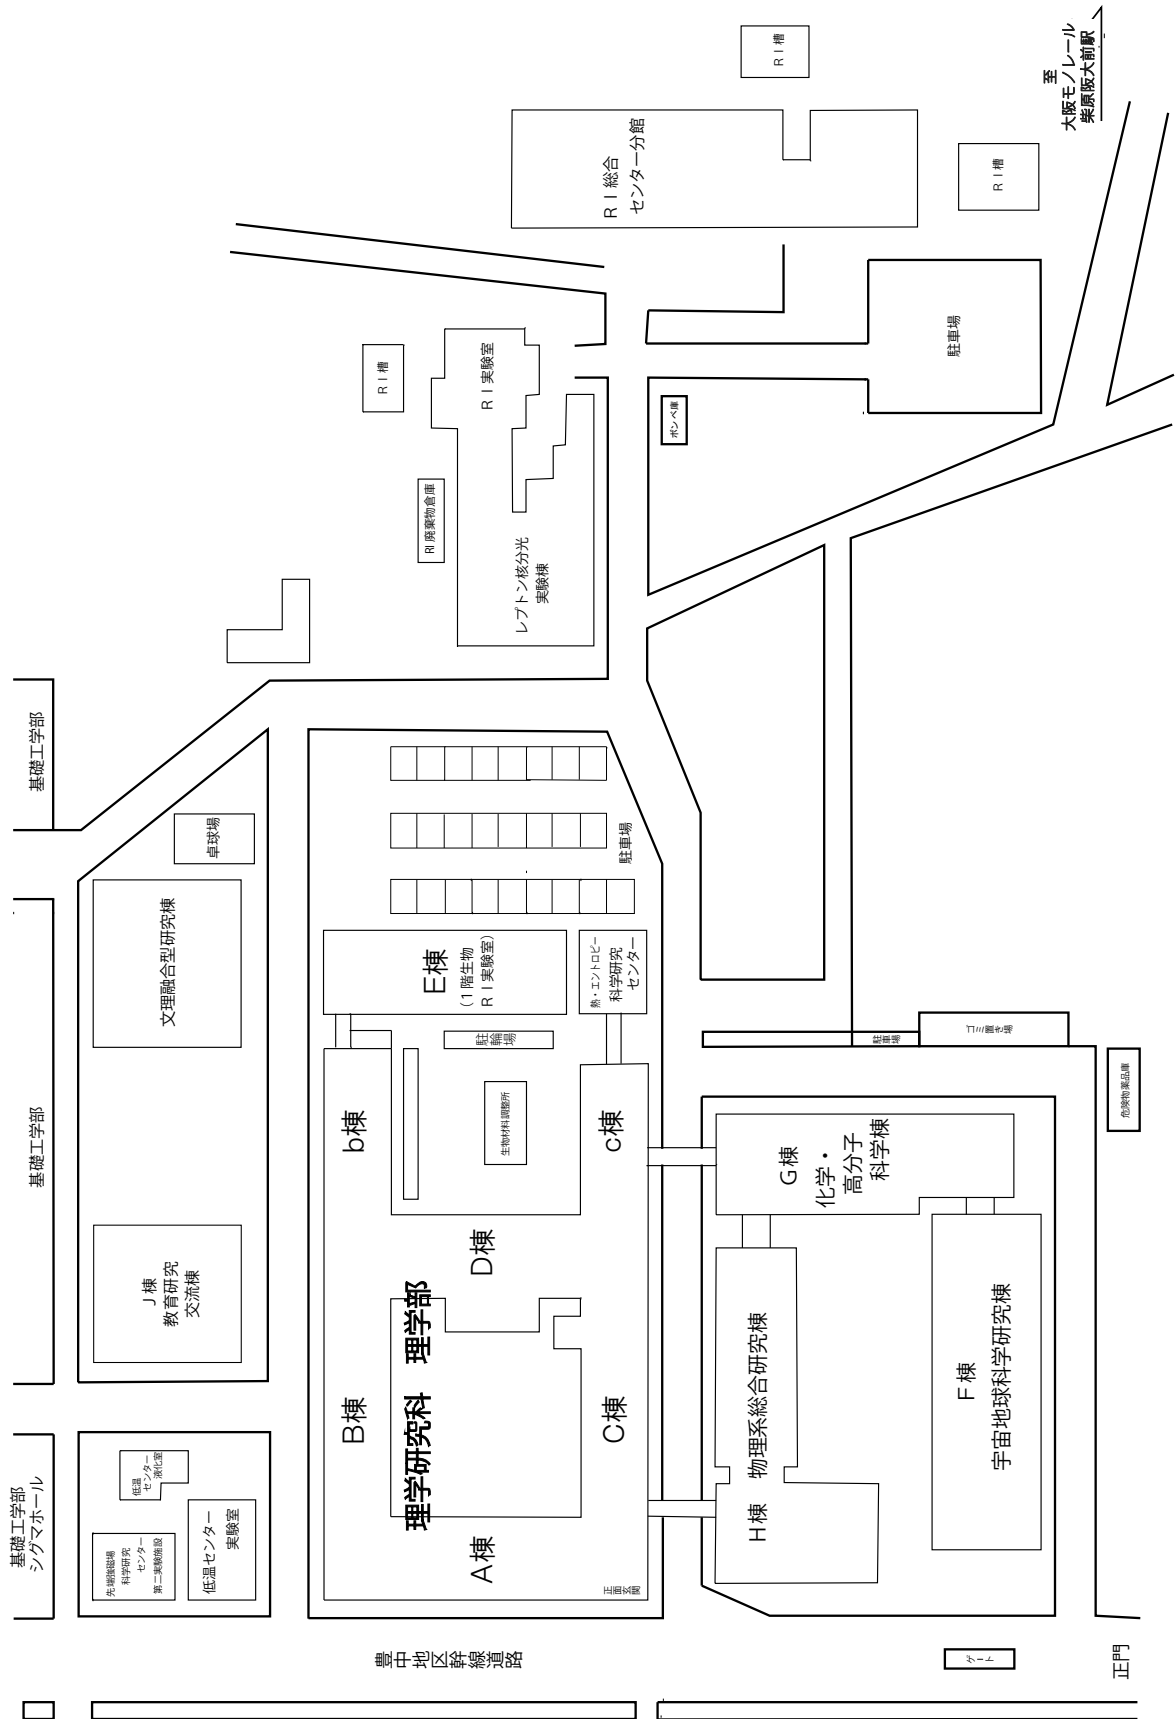 至
大阪モノレール
柴原阪大前駅
RI槽
RI総合
センター分館
RI槽
駐車場
RI槽
RI実験室
ボンベ庫
RI廃棄物倉庫
レプトン核分光
実験棟
基礎工学部
卓球場
文理融合型研究棟
駐車場
E棟
(1階生物
RI実験室)
熱・エントロピー
科学研究
センター
駐輪場
生物材料調整所
b棟
c棟
駐車場
ゴミ置き場
危険物薬品庫
基礎工学部
J棟
教育研究
交流棟
D棟
G棟
化学・
高分子
科学棟
理学研究科 理学部
B棟
C棟
A棟
正面
玄関
物理系総合研究棟
H棟
F棟
宇宙地球科学研究棟
基礎工学部
シグマホール
低温
センター
液化室
先端強磁場
科学研究
センター
第二実験施設
低温センター
実験室
豊中地区幹線道路
ゲート
正門